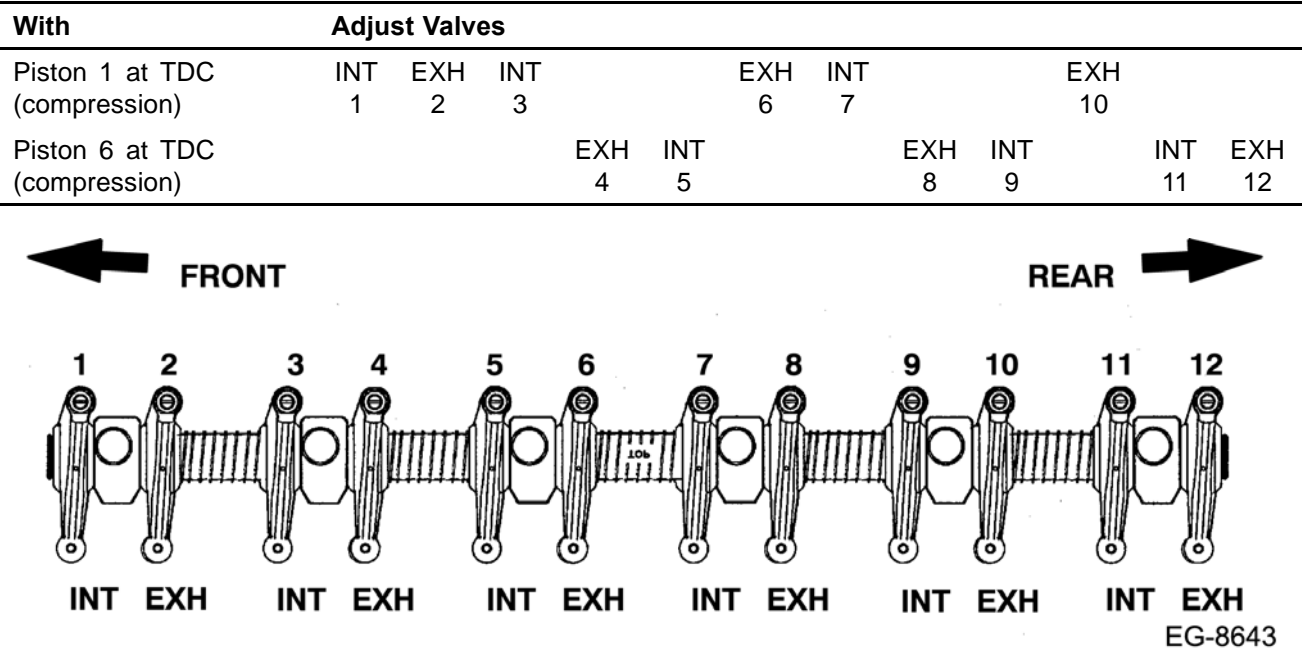 With Adjust Valves
Piston 1 at TDC INT EXH INT EXH INT EXH
(compression) 1 2 3 6 7 10
Piston 6 at TDC EXH INT EXH INT INT EXH
(compression) 4 5 8 9 11 12
FRONT REAR
1 2 3 4 5 6 7 8 9 10 11 12
TOP
INT EXH INT EXH INT EXH INT EXH INT EXH INT EXH
EG-8643